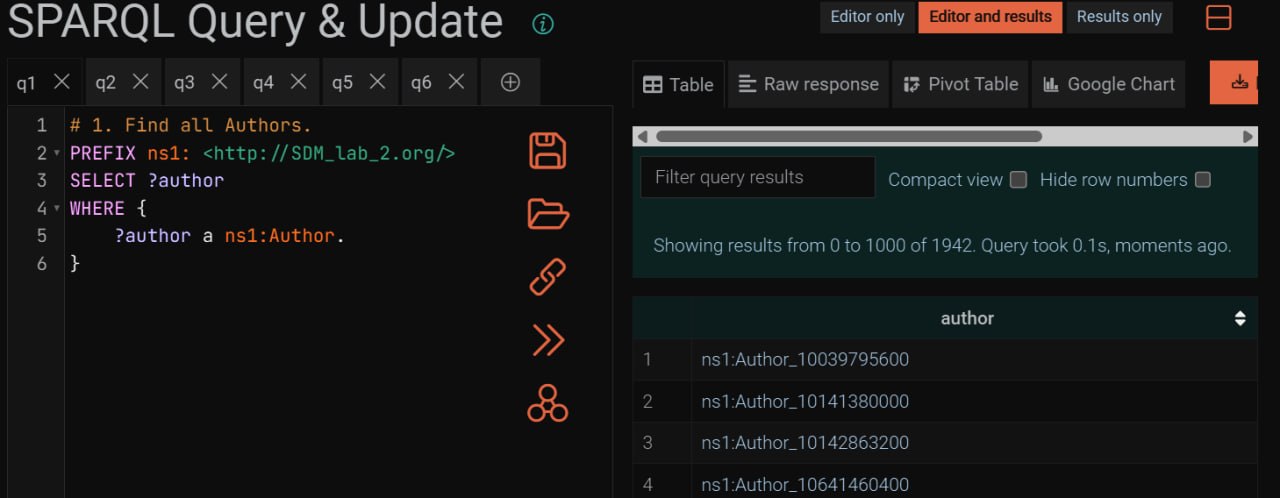 SPARQL Query & Update
Editor only
Editor and results
Results only
q1
q2
q3
q4
q5
q6
Table
Raw response
Pivot Table
Google Chart
1 # 1. Find all Authors.
2 PREFIX ns1: <http://SDM_lab_2.org/>
3 SELECT ?author
4 WHERE {
5 ?author a ns1:Author.
6 }
Filter query results
Compact view
Hide row numbers
Showing results from 0 to 1000 of 1942. Query took 0.1s, moments ago.
author
1 ns1:Author_10039795600
2 ns1:Author_10141380000
3 ns1:Author_10142863200
4 ns1:Author_10641460400